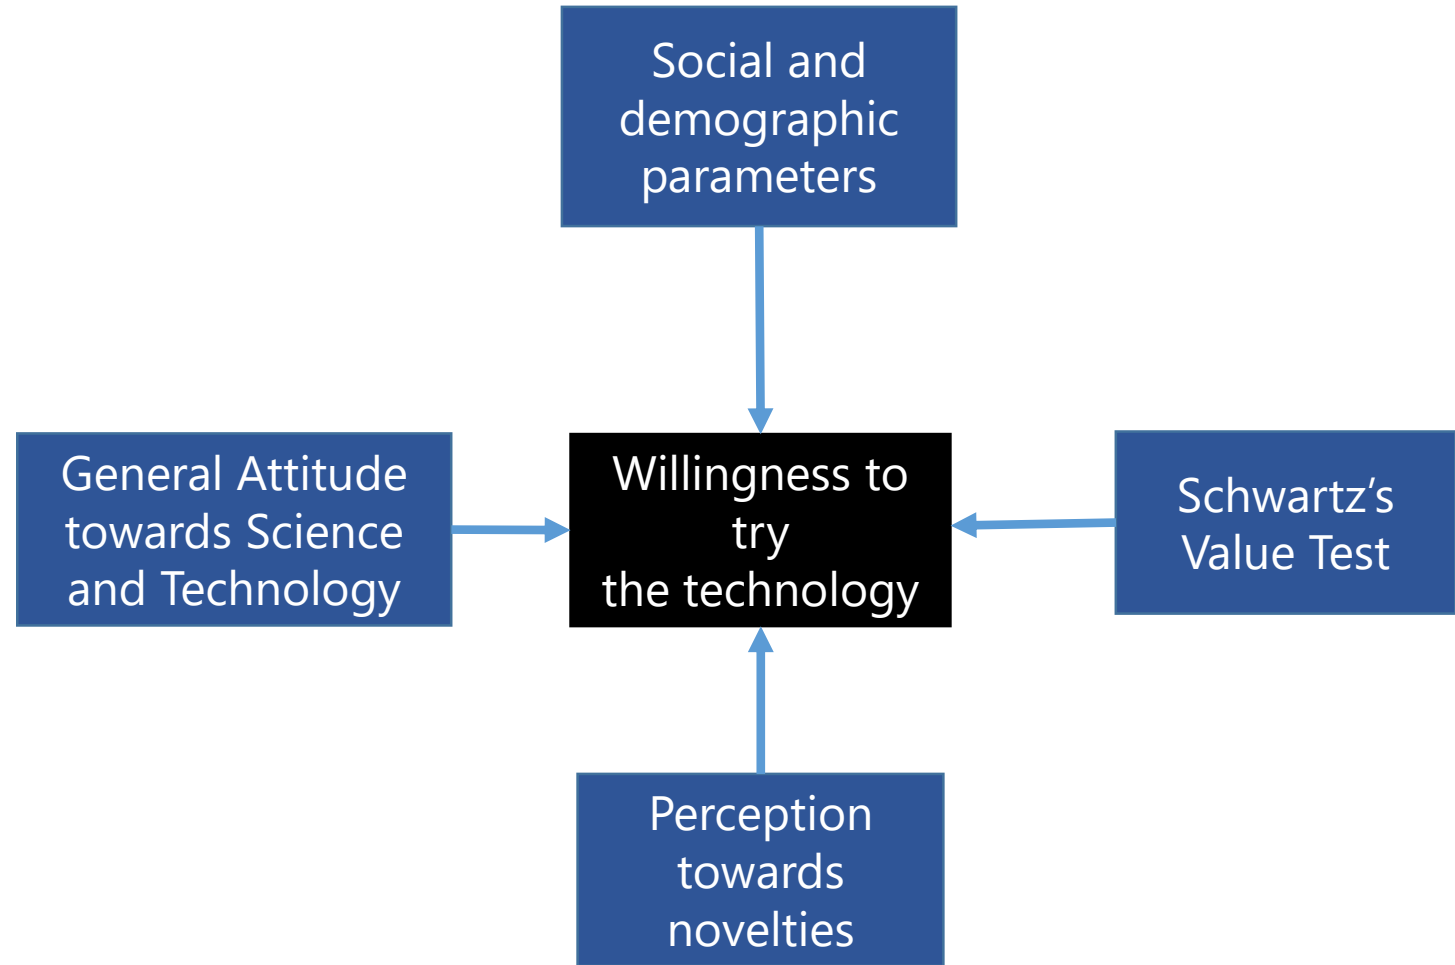 Social and
demographic
parameters
General Attitude
towards Science
and Technology
Willingness to
try
the technology
Schwartz’s
Value Test
Perception
towards
novelties